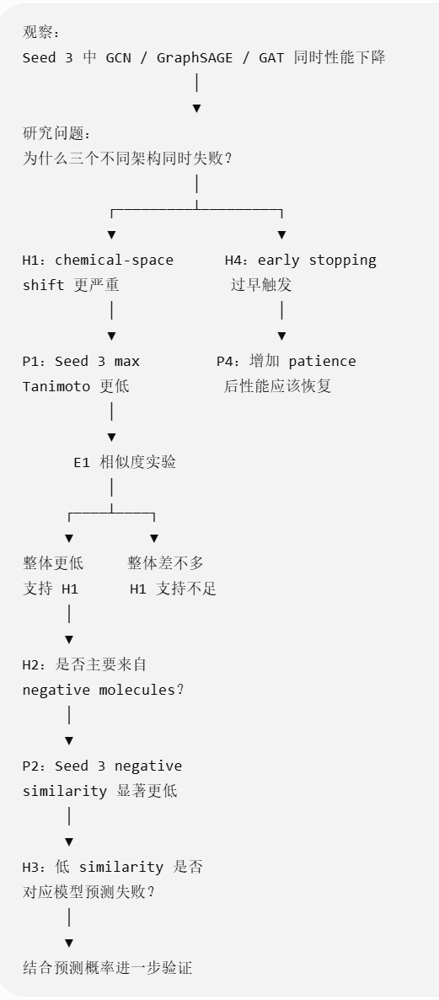 观察:
Seed 3 中 GCN / GraphSAGE / GAT 同时性能下降
研究问题:
为什么三个不同架构同时失败?
H1: chemical-space H4: early stopping
shift 更严重 过早触发
P1: Seed 3 max P4: 增加 patience
Tanimoto 更低 后性能应该恢复
E1 相似度实验
整体更低 整体差不多
支持 H1 H1 支持不足
H2: 是否主要来自
negative molecules?
P2: Seed 3 negative
similarity 显著更低
H3: 低 similarity 是否
对应模型预测失败?
结合预测概率进一步验证